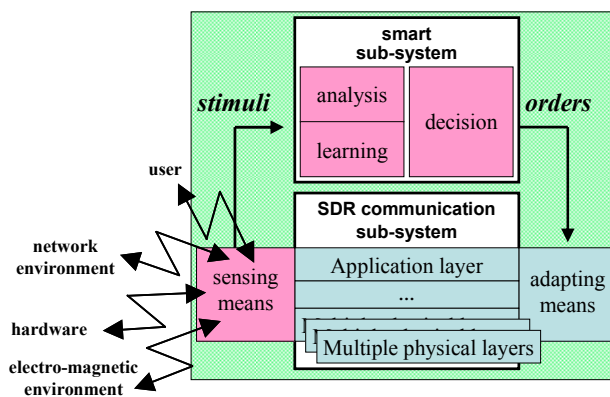 smart
sub-system
stimuli
analysis
learning
decision
orders
user
SDR communication
sub-system
network
environment
sensing
means
Application layer
...
adapting
means
hardware
Multiple physical layers
electro-magnetic
environment